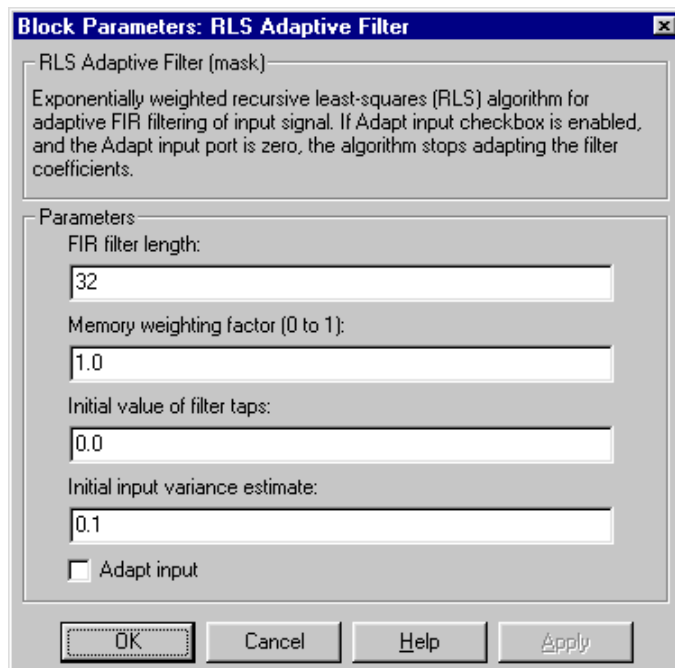 Block Parameters: RLS Adaptive Filter
RLS Adaptive Filter (mask)
Exponentially weighted recursive least-squares (RLS) algorithm for
adaptive FIR filtering of input signal. If Adapt input checkbox is enabled,
and the Adapt input port is zero, the algorithm stops adapting the filter
coefficients.
Parameters
FIR filter length:
32
Memory weighting factor (0 to 1):
1.0
Initial value of filter taps:
0.0
Initial input variance estimate:
0.1
Adapt input
OK Cancel Help Apply